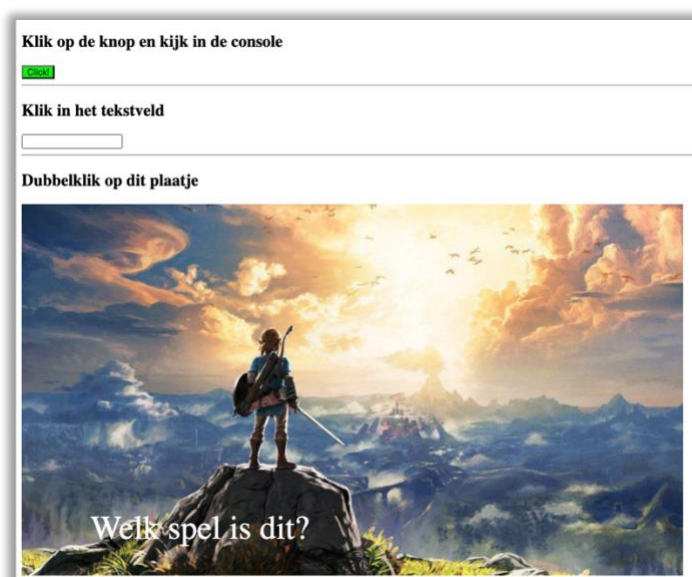 Klik op de knop en kijk in de console
Click!
Klik in het tekstveld
Dubbelklik op dit plaatje
Welk spel is dit?